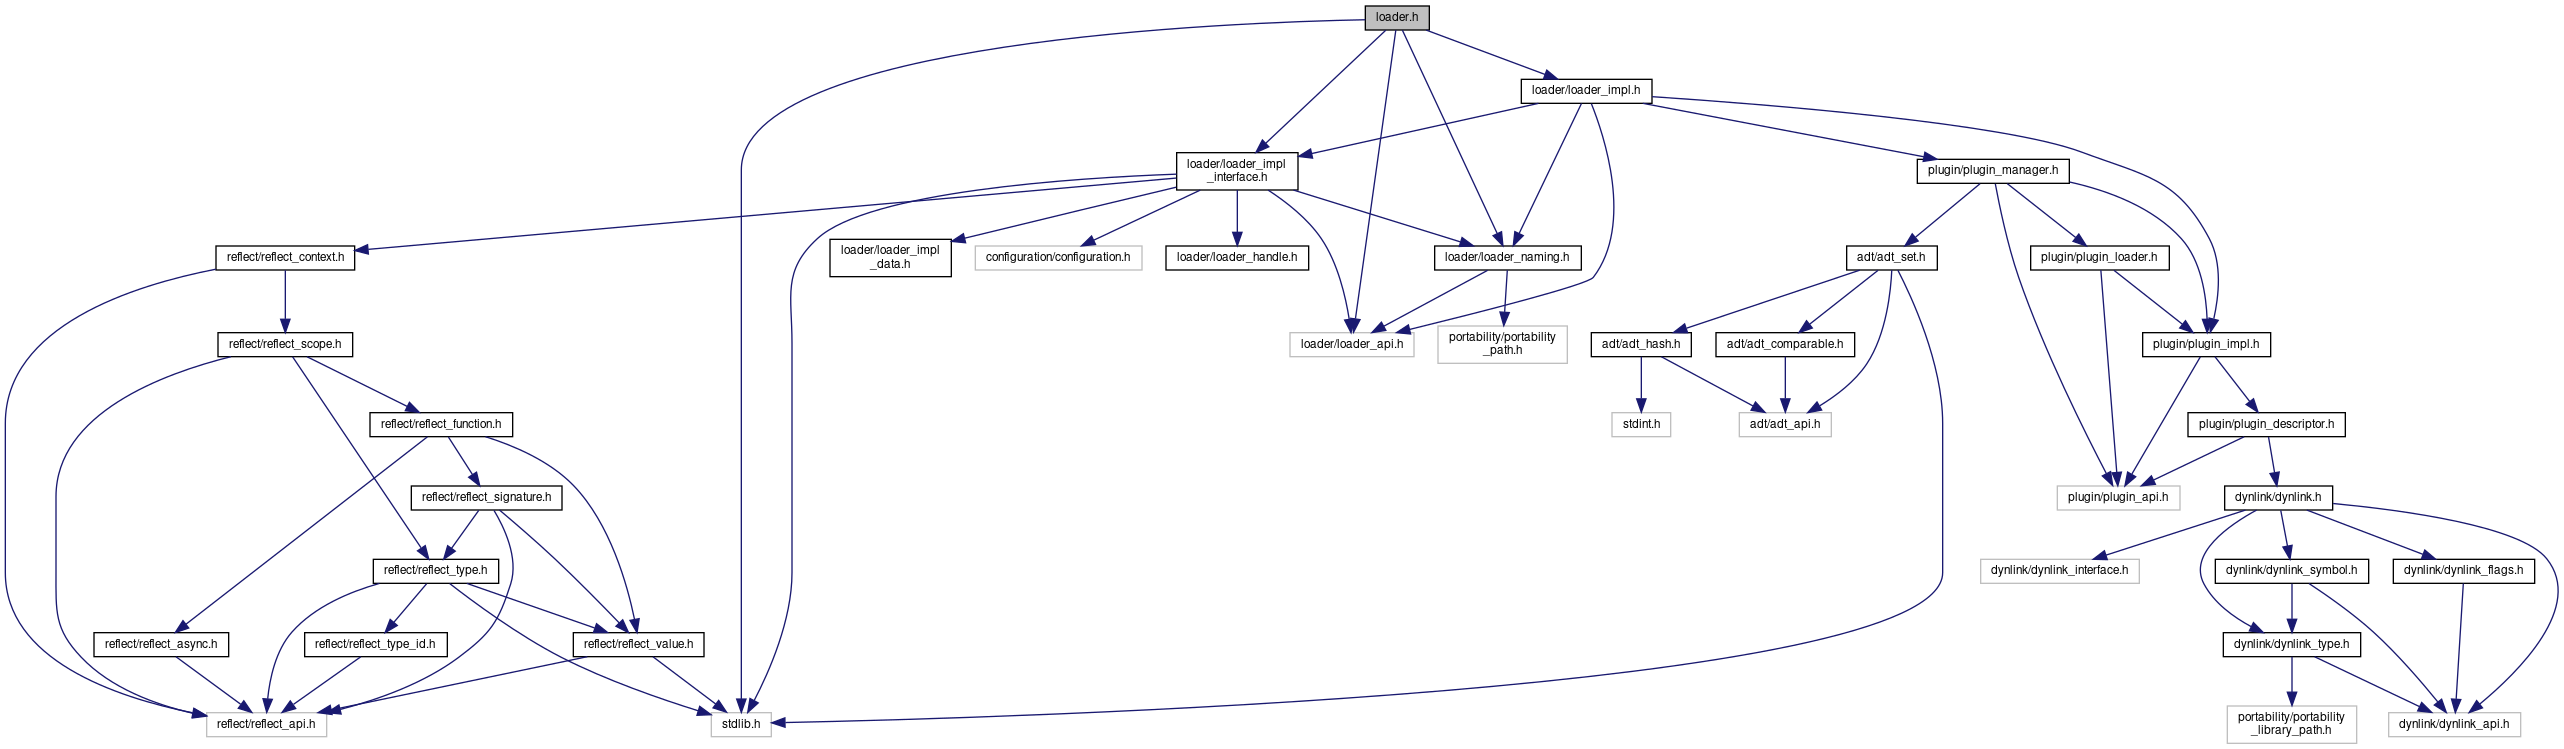 loader.h
loader/loader_impl.h
loader/loader_impl
_interface.h
plugin/plugin_manager.h
reflect/reflect_context.h
loader/loader_impl
_data.h
configuration/configuration.h
loader/loader_handle.h
loader/loader_naming.h
adt/adt_set.h
plugin/plugin_loader.h
reflect/reflect_scope.h
loader/loader_api.h
portability/portability
_path.h
adt/adt_hash.h
adt/adt_comparable.h
plugin/plugin_impl.h
reflect/reflect_function.h
stdint.h
adt/adt_api.h
plugin/plugin_descriptor.h
reflect/reflect_signature.h
plugin/plugin_api.h
dynlink/dynlink.h
reflect/reflect_type.h
dynlink/dynlink_interface.h
dynlink/dynlink_symbol.h
dynlink/dynlink_flags.h
reflect/reflect_async.h
reflect/reflect_type_id.h
reflect/reflect_value.h
dynlink/dynlink_type.h
reflect/reflect_api.h
stdlib.h
portability/portability
_library_path.h
dynlink/dynlink_api.h